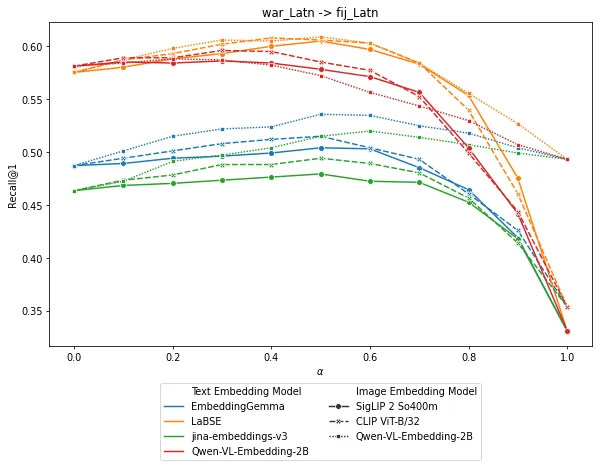 war_Latn -> fij_Latn
Recall@1
0.60
0.55
0.50
0.45
0.40
0.35
0.0 0.2 0.4 0.6 0.8 1.0
α
Text Embedding Model Image Embedding Model
EmbeddingGemma SigLIP 2 So400m
LaBSE CLIP ViT-B/32
jina-embeddings-v3 Qwen-VL-Embedding-2B
Qwen-VL-Embedding-2B